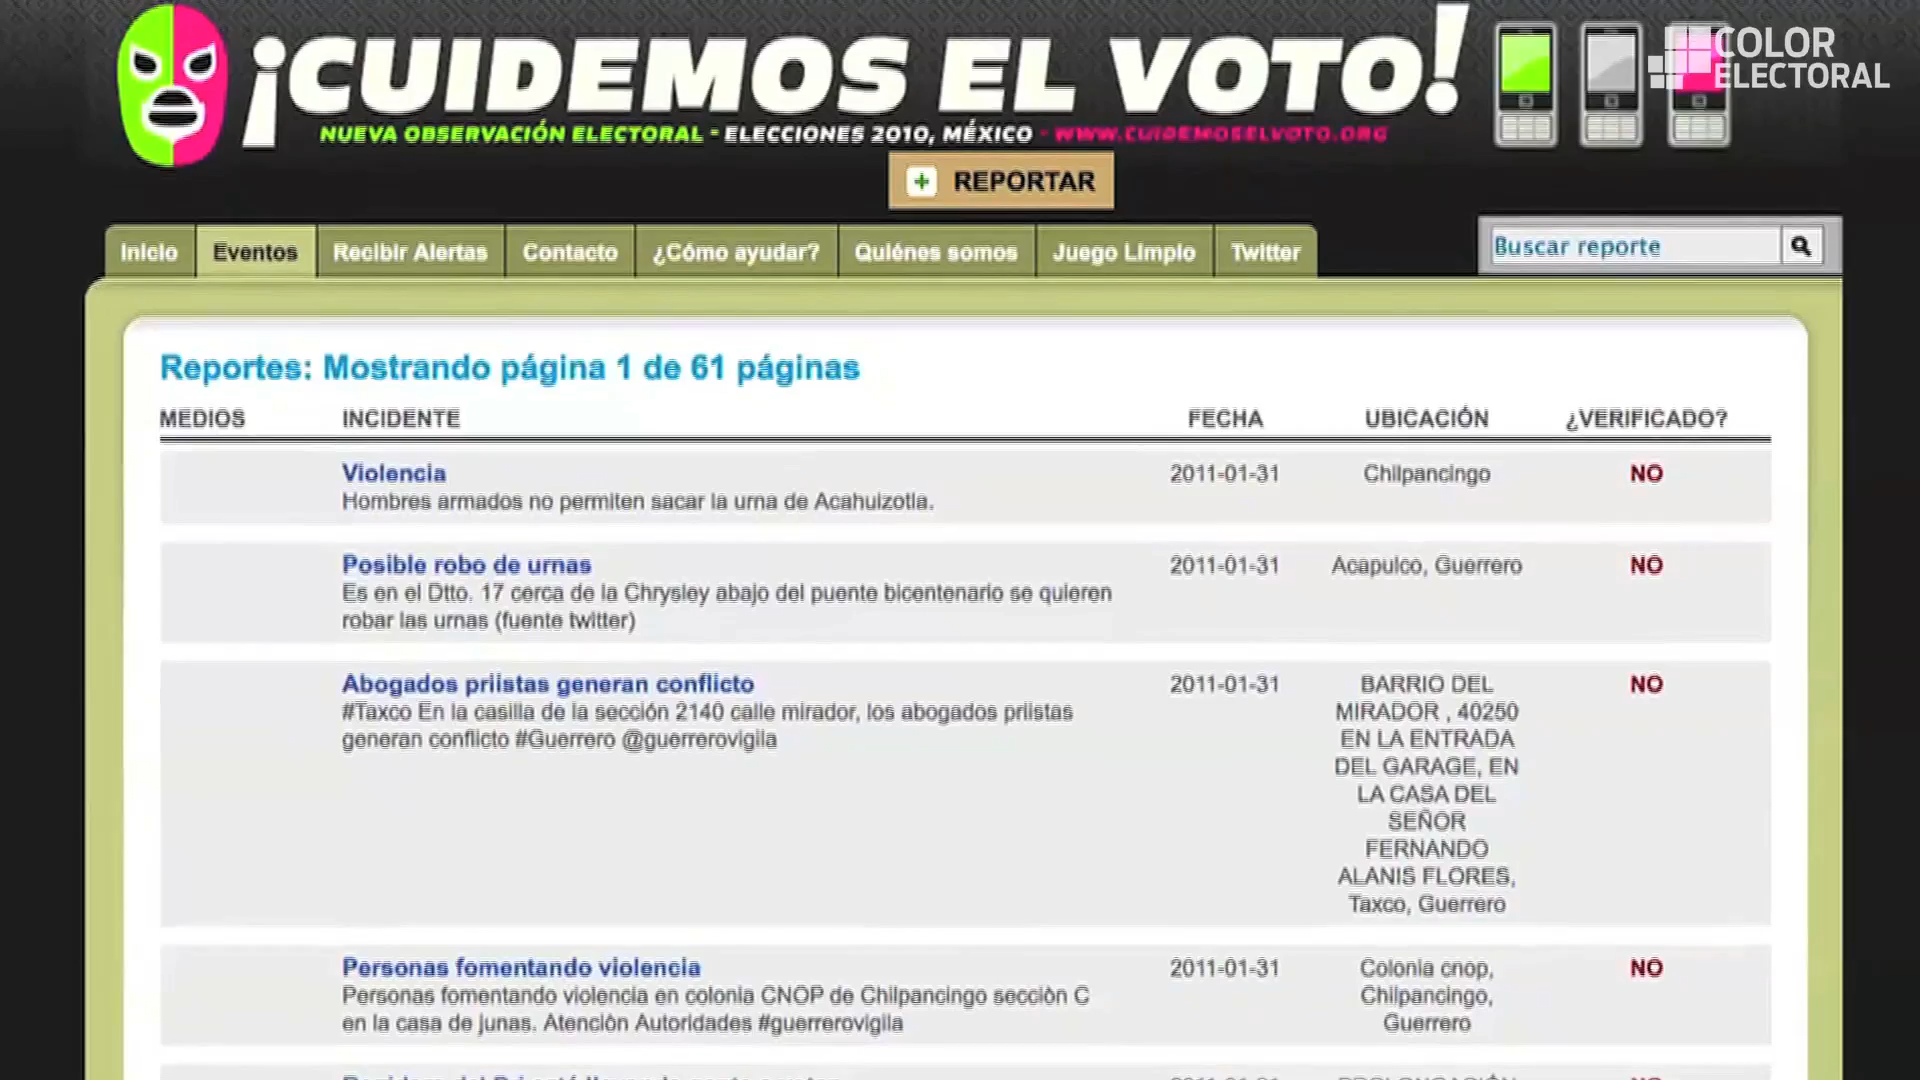 ¡CUIDEMOS EL VOTO!
COLOR
ELECTORAL
NUEVA OBSERVACIÓN ELECTORAL - ELECCIONES 2010, MÉXICO - WWW.CUIDEMOSELVOTO.ORG
+ REPORTAR
Inicio Eventos Recibir Alertas Contacto ¿Cómo ayudar? Quiénes somos Juego Limpio Twitter
Buscar reporte
Reportes: Mostrando página 1 de 61 páginas
MEDIOS INCIDENTE FECHA UBICACIÓN ¿VERIFICADO?
Violencia 2011-01-31 Chilpancingo NO
Hombres armados no permiten sacar la urna de Acahuizotla.
Posible robo de urnas 2011-01-31 Acapulco, Guerrero NO
Es en el Dtto. 17 cerca de la Chrysley abajo del puente bicentenario se quieren
robar las urnas (fuente twitter)
Abogados priistas generan conflicto 2011-01-31 BARRIO DEL NO
#Taxco En la casilla de la sección 2140 calle mirador, los abogados priistas MIRADOR , 40250
generan conflicto #Guerrero @guerrerovigila EN LA ENTRADA
DEL GARAGE, EN
LA CASA DEL
SEÑOR
FERNANDO
ALANIS FLORES,
Taxco, Guerrero
Personas fomentando violencia 2011-01-31 Colonia cnop, NO
Personas fomentando violencia en colonia CNOP de Chilpancingo secciòn C Chilpancingo,
en la casa de junas. Atenciòn Autoridades #guerrerovigila Guerrero